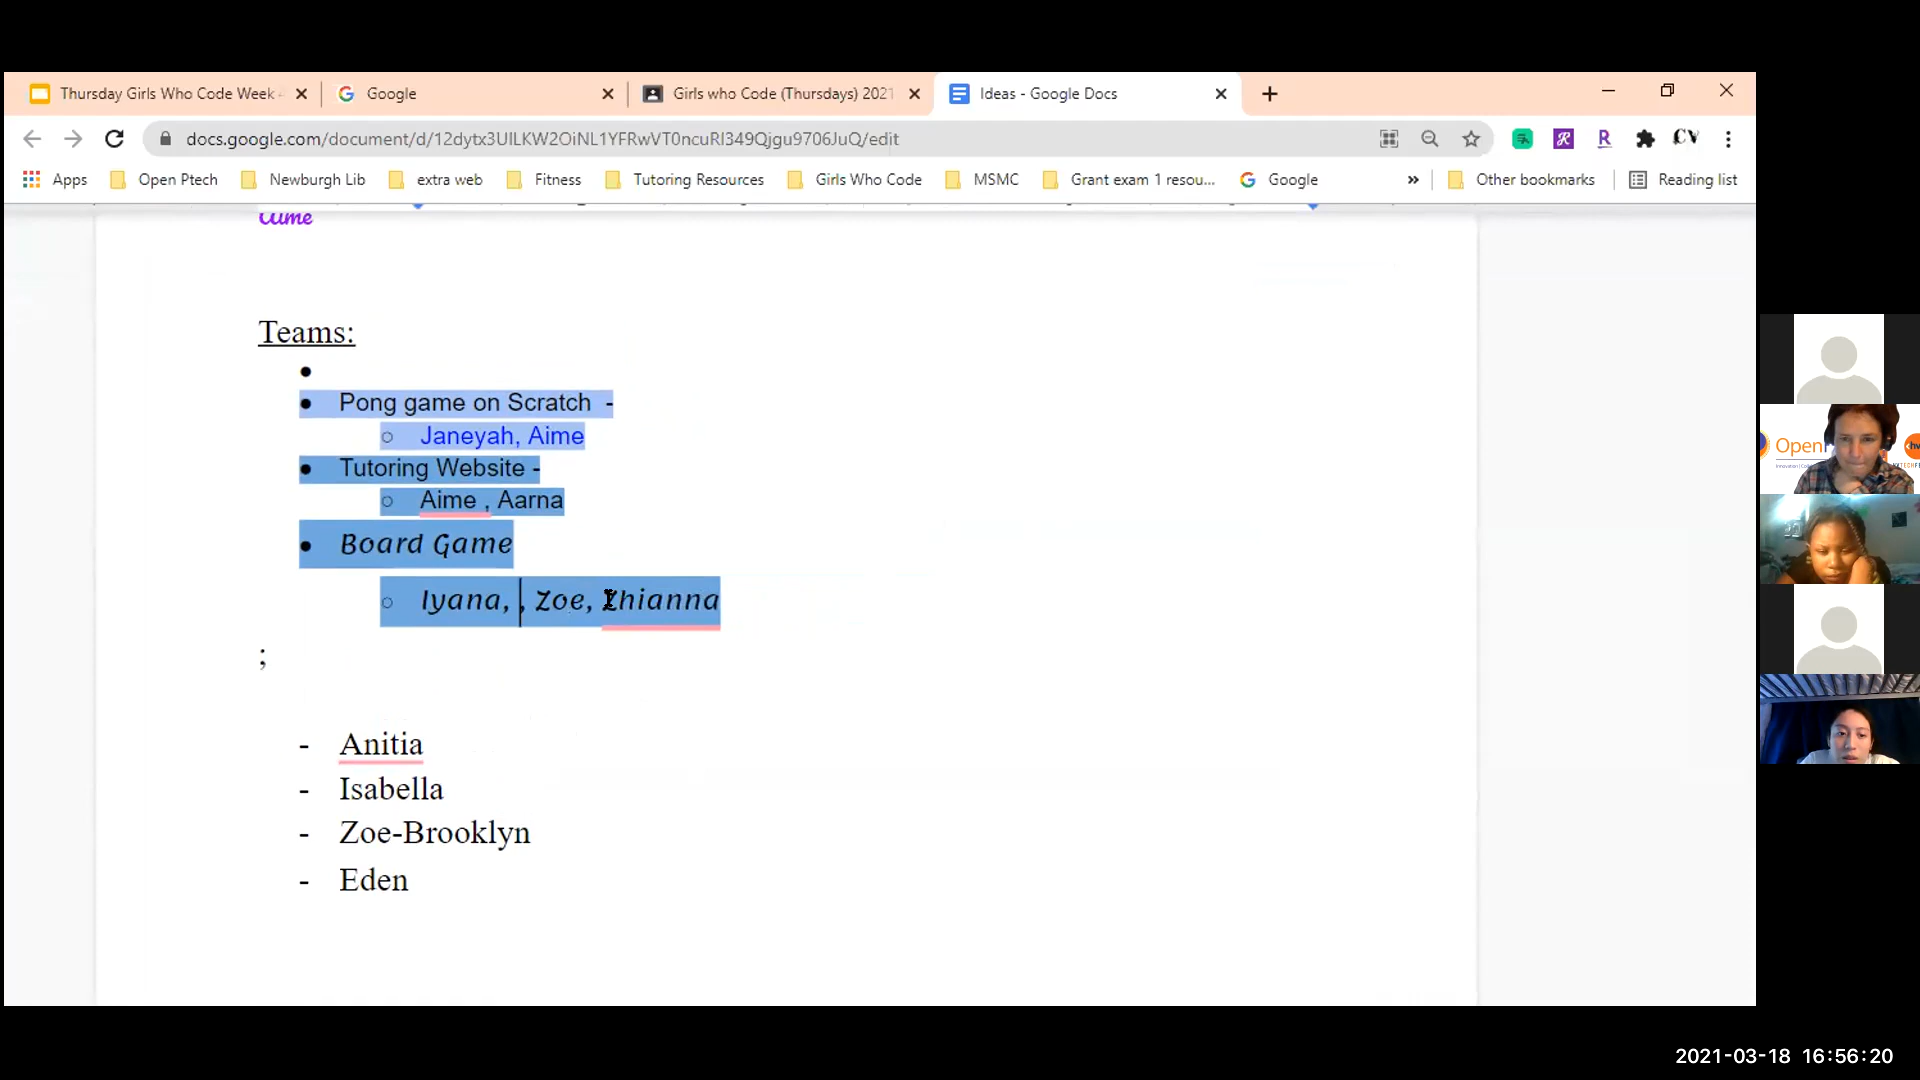 Thursday Girls Who Code Week
Google
Girls who Code (Thursdays) 2021
Ideas - Google Docs
docs.google.com/document/d/12dytx3UILKW2OiNL1YFRwVT0ncuRI349Qjgu9706JuQ/edit
Apps
Open Ptech
Newburgh Lib
extra web
Fitness
Tutoring Resources
Girls Who Code
MSMC
Grant exam 1 resou...
Google
»
Other bookmarks
Reading list
CV
Aime
Teams:
Pong game on Scratch -
Janeyah, Aime
Tutoring Website -
Aime , Aarna
Board Game
Iyana, , Zoe, Zhianna
;
- Anitia
- Isabella
- Zoe-Brooklyn
- Eden
Open
2021-03-18 16:56:20